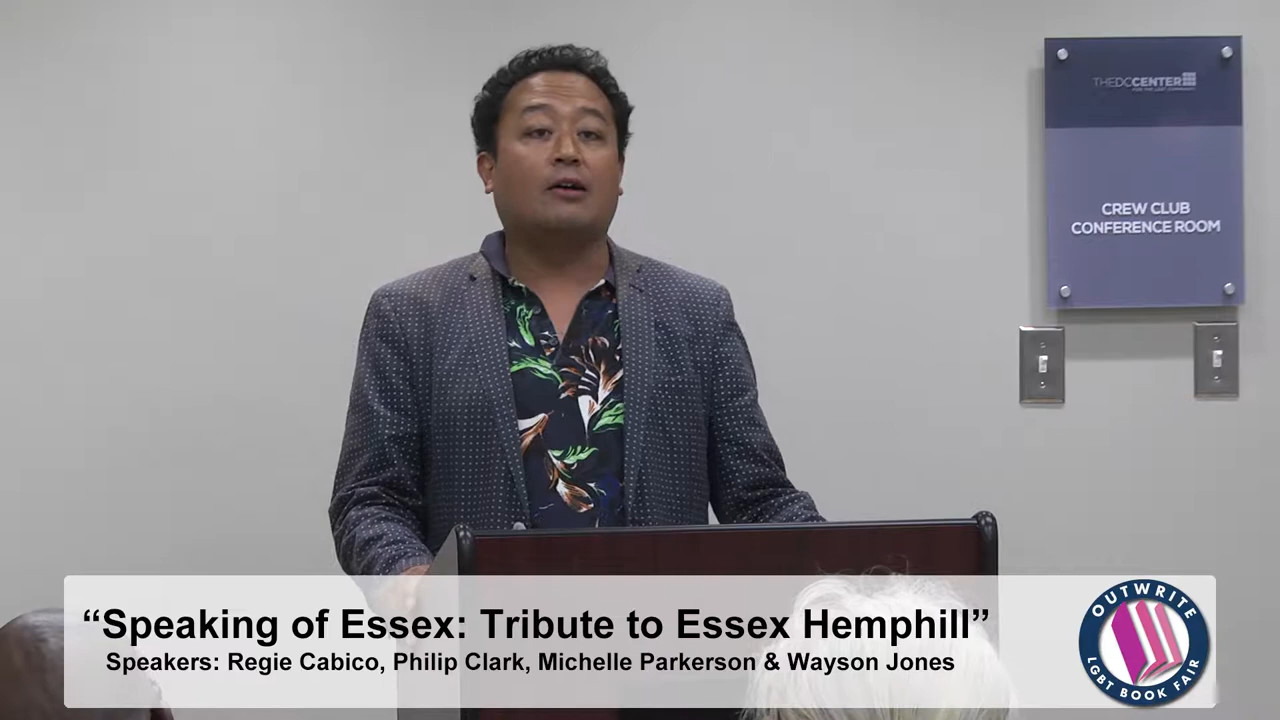 THEDCCENTER
CREW CLUB
CONFERENCE ROOM
“Speaking of Essex: Tribute to Essex Hemphill”
Speakers: Regie Cabico, Philip Clark, Michelle Parkerson & Wayson Jones
OUTWRITE
LGBT BOOK FAIR